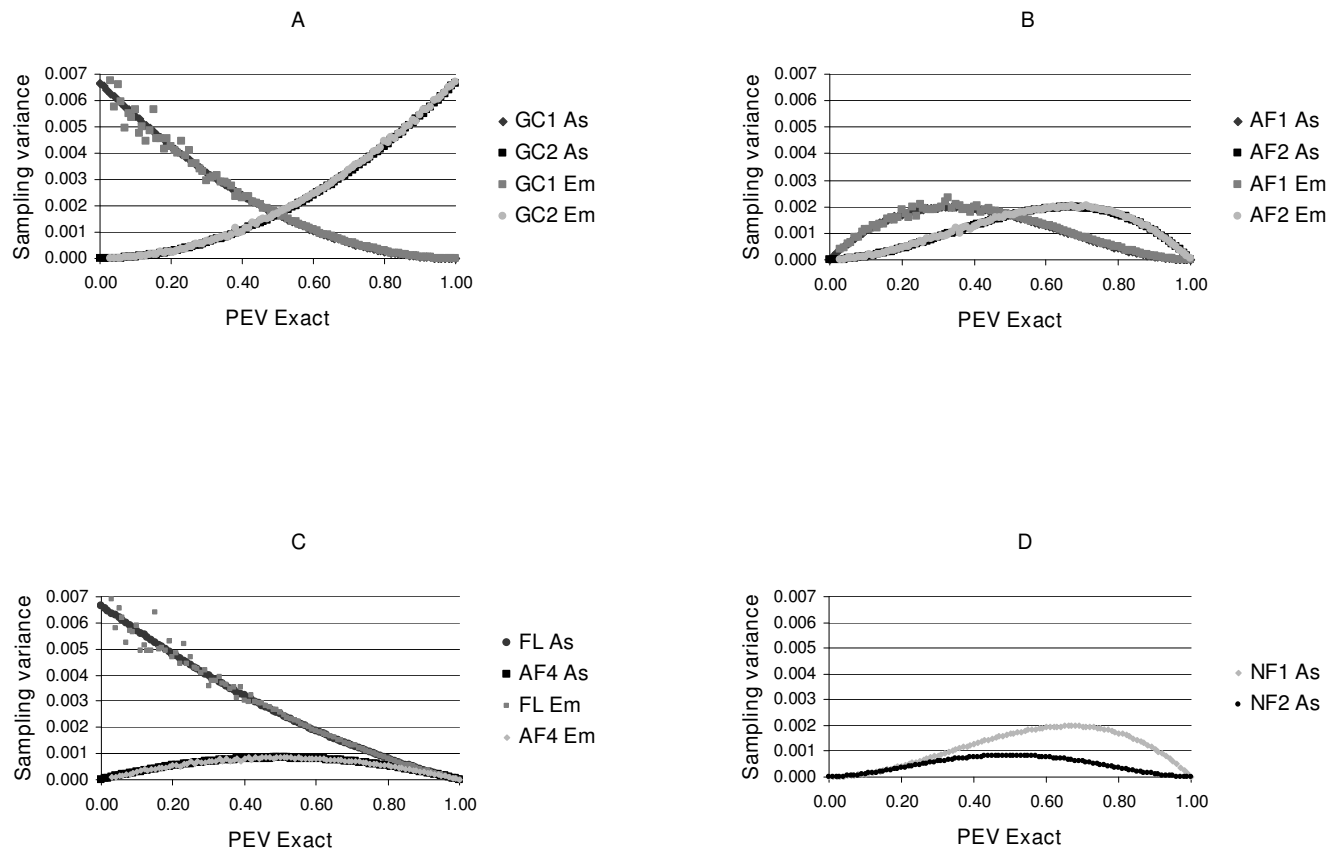 A
Sampling variance
0.007
0.006
0.005
0.004
0.003
0.002
0.001
0.000
0.00 0.20 0.40 0.60 0.80 1.00
PEV Exact
GC1 As
GC2 As
GC1 Em
GC2 Em
B
Sampling variance
0.007
0.006
0.005
0.004
0.003
0.002
0.001
0.000
0.00 0.20 0.40 0.60 0.80 1.00
PEV Exact
AF1 As
AF2 As
AF1 Em
AF2 Em
C
Sampling variance
0.007
0.006
0.005
0.004
0.003
0.002
0.001
0.000
0.00 0.20 0.40 0.60 0.80 1.00
PEV Exact
FL As
AF4 As
FL Em
AF4 Em
D
Sampling variance
0.007
0.006
0.005
0.004
0.003
0.002
0.001
0.000
0.00 0.20 0.40 0.60 0.80 1.00
PEV Exact
NF1 As
NF2 As